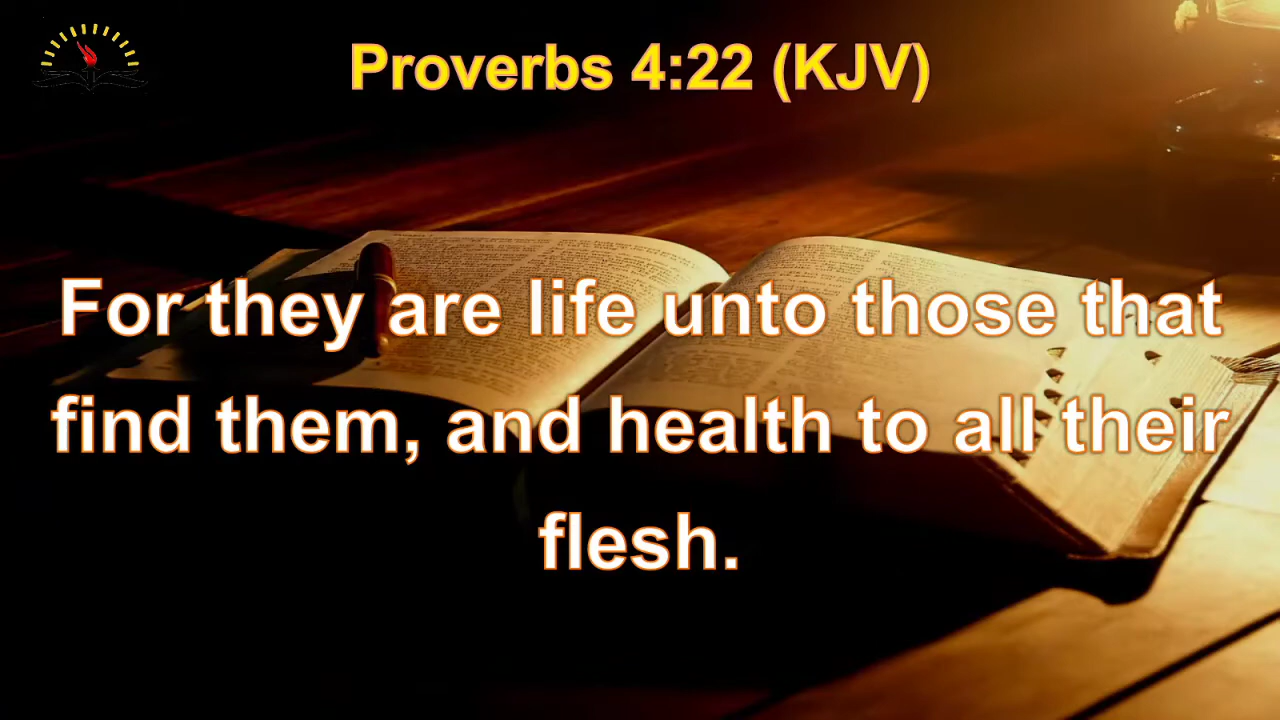 Proverbs 4:22 (KJV)
For they are life unto those that
find them, and health to all their
flesh.